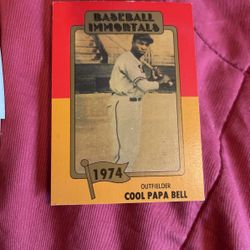 BASEBALL
IMMORTALS
1974
OUTFIELDER
COOL PAPA BELL